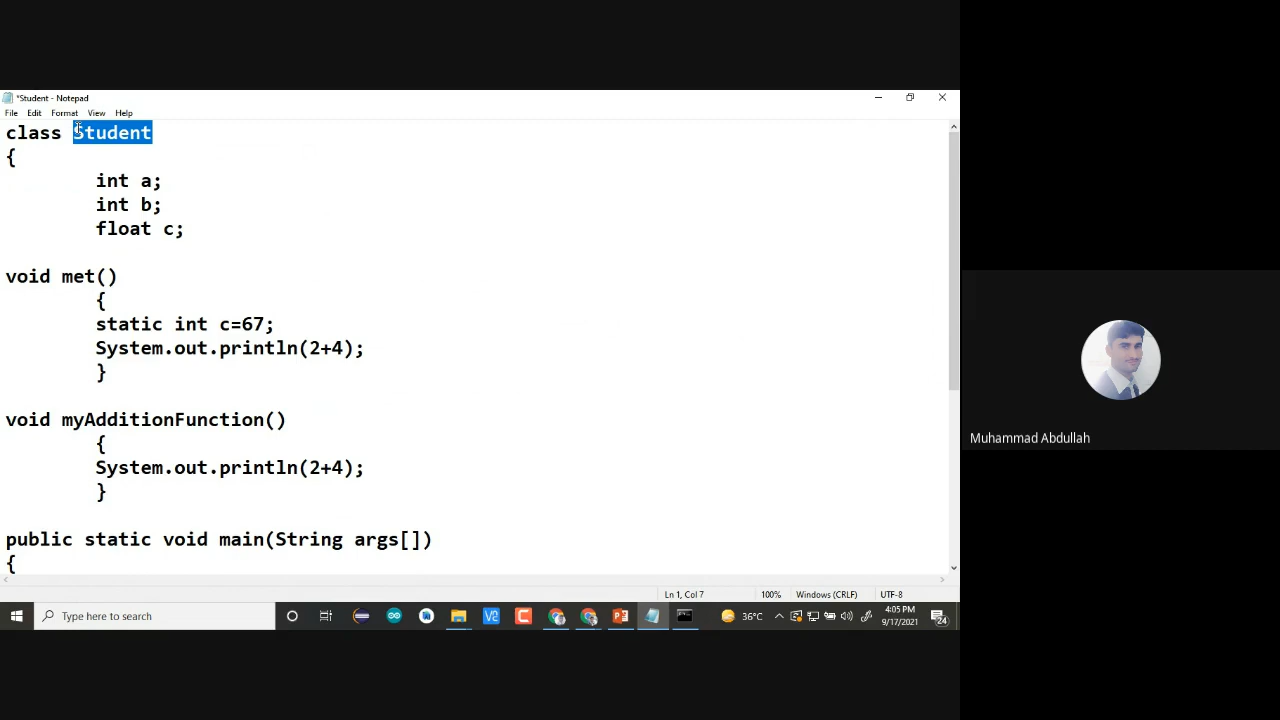 *Student - Notepad
File Edit Format View Help
class Student
{
int a;
int b;
float c;
void met()
{
static int c=67;
System.out.println(2+4);
}
void myAdditionFunction()
{
System.out.println(2+4);
}
public static void main(String args[])
{
Muhammad Abdullah
Ln 1, Col 7 100% Windows (CRLF) UTF-8
Type here to search
36°C
4:05 PM
9/17/2021
24